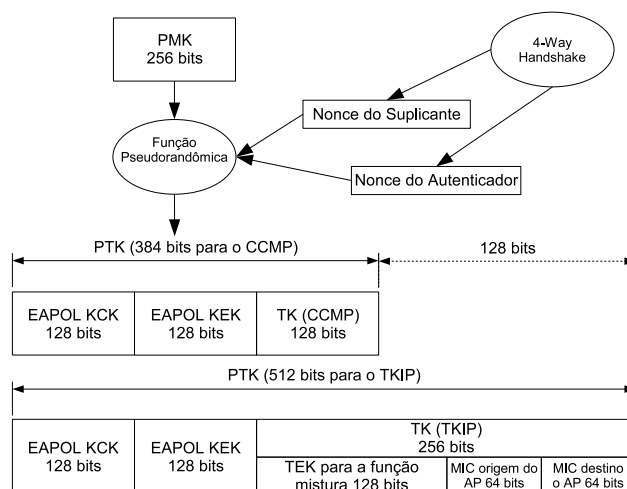 PMK
256 bits
4-Way
Handshake
Nonce do Suplicante
Função
Pseudorandômica
Nonce do Autenticador
PTK (384 bits para o CCMP)
128 bits
EAPOL KCK
128 bits
EAPOL KEK
128 bits
TK (CCMP)
128 bits
PTK (512 bits para o TKIP)
EAPOL KCK
128 bits
EAPOL KEK
128 bits
TK (TKIP)
256 bits
TEK para a função
mistura 128 bits
MIC origem do
AP 64 bits
MIC destino
o AP 64 bits